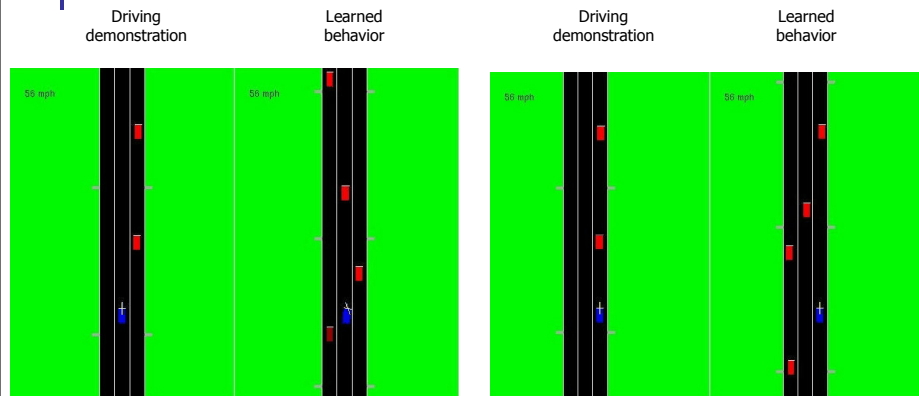 Driving
demonstration
Learned
behavior
Driving
demonstration
Learned
behavior
56 mph
56 mph
56 mph
56 mph